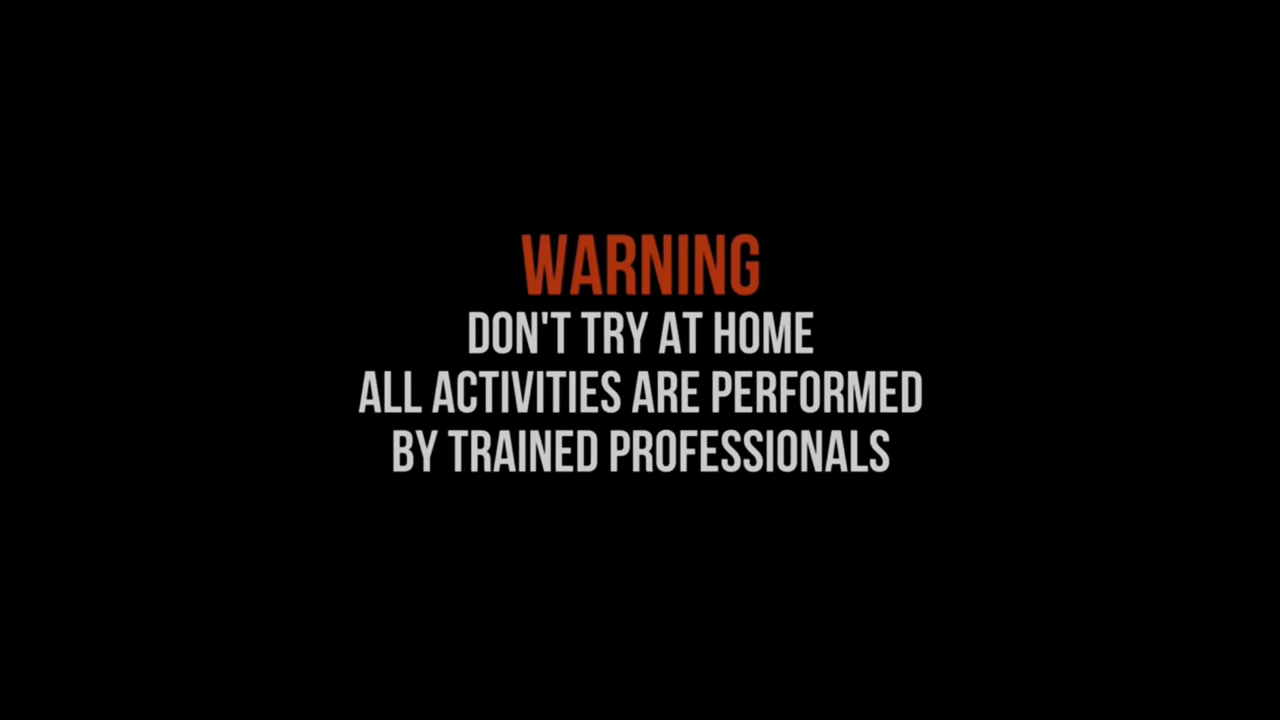 WARNING
DON'T TRY AT HOME
ALL ACTIVITIES ARE PERFORMED
BY TRAINED PROFESSIONALS